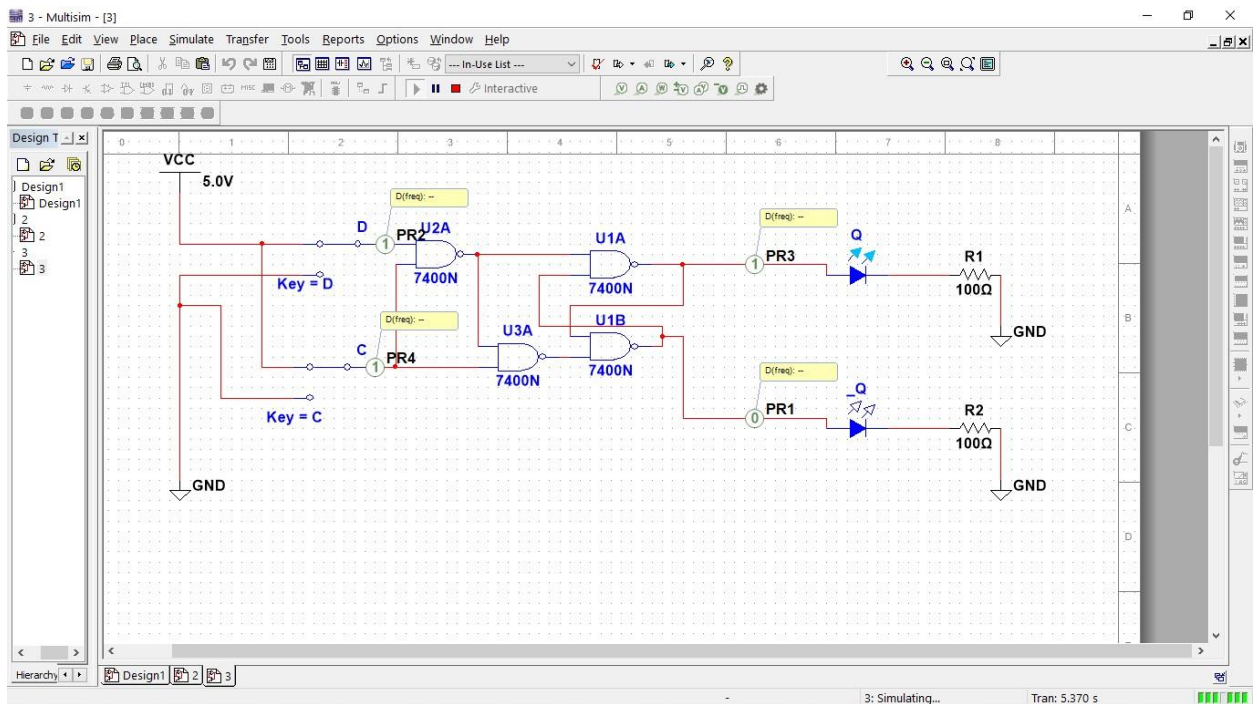 3 - Multisim - [3]
File Edit View Place Simulate Transfer Tools Reports Options Window Help
--- In-Use List ---
Interactive
Design T
0 1 2 3 4 5 6 7 8
Design1
Design1
2
2
3
3
VCC
5.0V
D(freq): --
D
1
PR2
U2A
7400N
Key = D
D(freq): --
C
1
PR4
Key = C
U3A
7400N
U1A
7400N
U1B
7400N
D(freq): --
1
PR3
Q
R1
100Ω
GND
D(freq): --
0
PR1
_Q
R2
100Ω
GND
GND
A
B
C
D
Hierarchy
Design1 2 3
-
3: Simulating...
Tran: 5.370 s